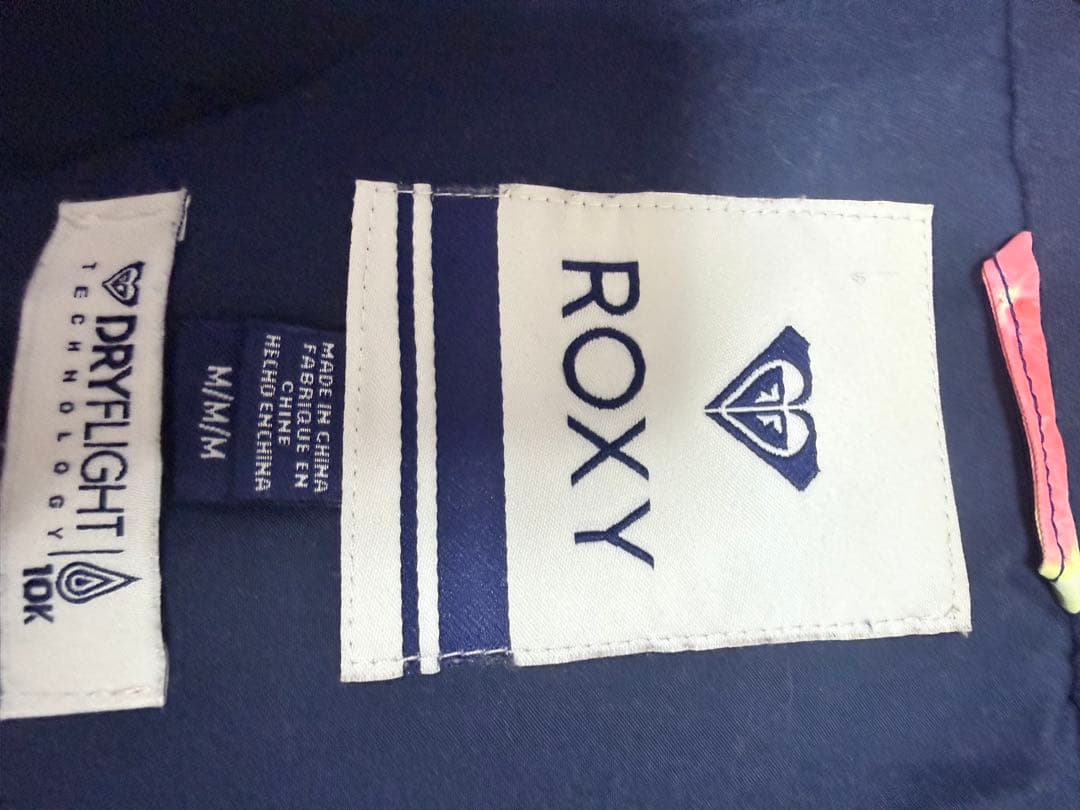 ROXY
MADE IN CHINA
FABRIQUE EN
CHINE
HECHO EN CHINA
M/M/M
DRYFLIGHT 10K
TECHNOLOGY